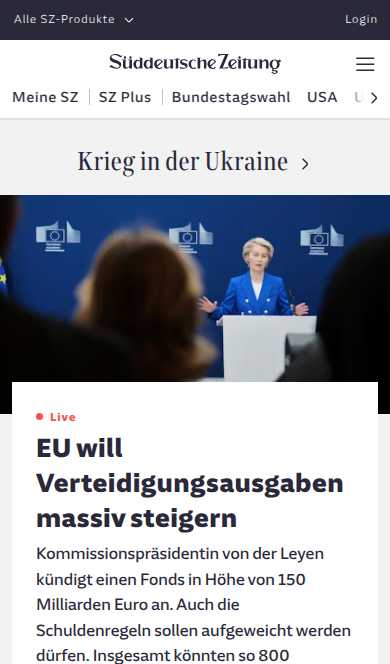 Alle SZ-Produkte
Login
Süddeutsche Zeitung
Meine SZ
SZ Plus
Bundestagswahl
USA
Krieg in der Ukraine
Live
EU will
Verteidigungsausgaben
massiv steigern
Kommissionspräsidentin von der Leyen
kündigt einen Fonds in Höhe von 150
Milliarden Euro an. Auch die
Schuldenregeln sollen aufgeweicht werden
dürfen. Insgesamt könnten so 800